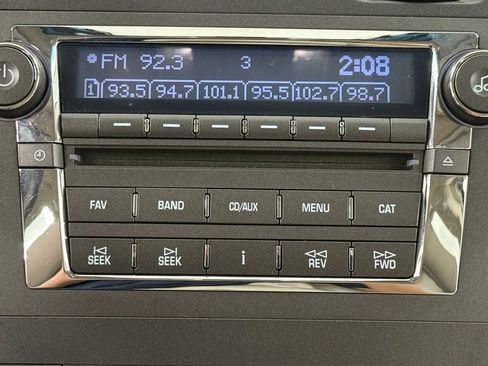 FM 92.3 3 2:08
1 93.5 94.7 101.1 95.5 102.7 98.7
FAV BAND CD/AUX MENU CAT
SEEK SEEK i REV FWD